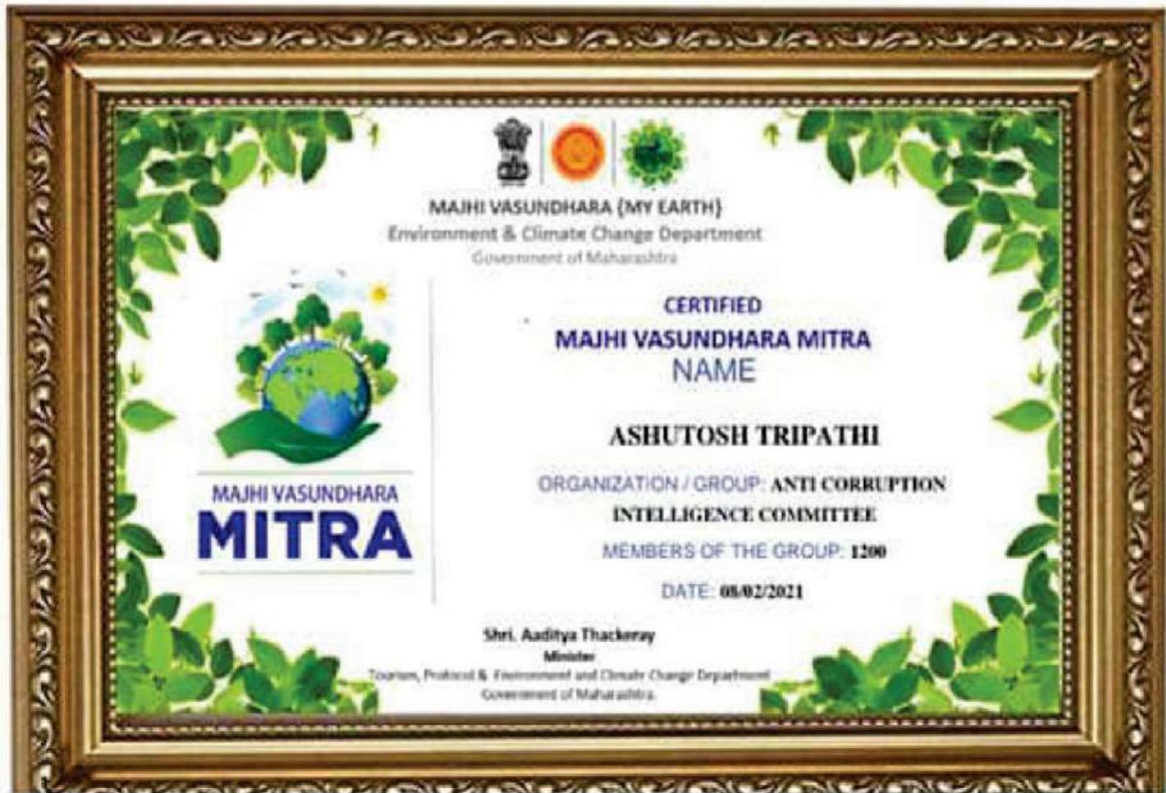 MAJHI VASUNDHARA (MY EARTH)
Environment & Climate Change Department
Government of Maharashtra
CERTIFIED
MAJHI VASUNDHARA MITRA
NAME
ASHUTOSH TRIPATHI
ORGANIZATION / GROUP: ANTI CORRUPTION
INTELLIGENCE COMMITTEE
MEMBERS OF THE GROUP: 1200
DATE: 08/02/2021
MAJHI VASUNDHARA
MITRA
Shri. Aaditya Thackeray
Minister
Tourism, Protocol & Environment and Climate Change Department
Government of Maharashtra.